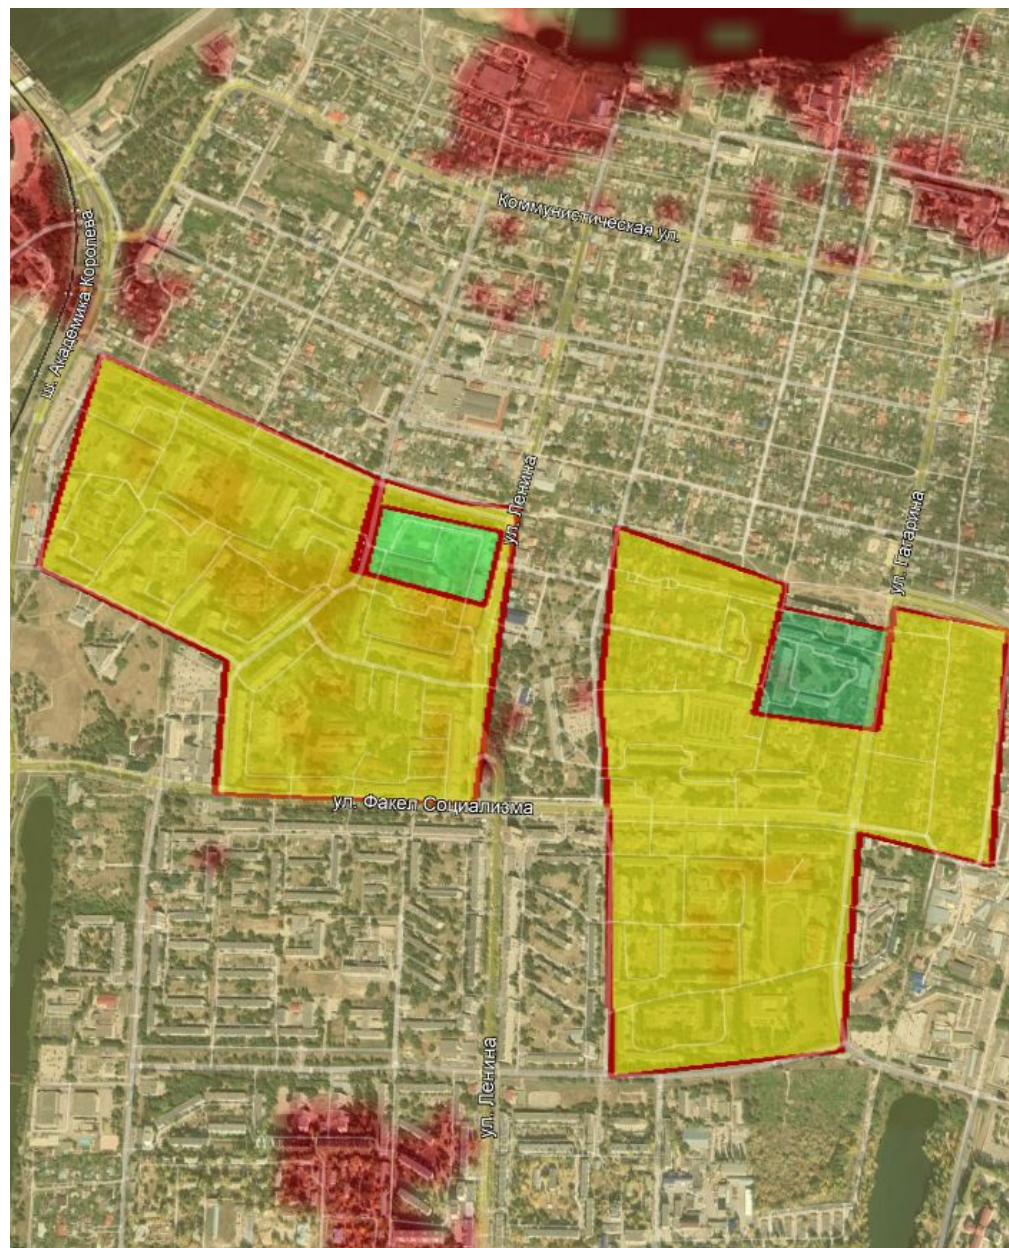 Коммунистическая ул.
ш. Академика Королева
ул. Ленина
ул. Гагарина
ул. Факел Социализма
ул. Ленина